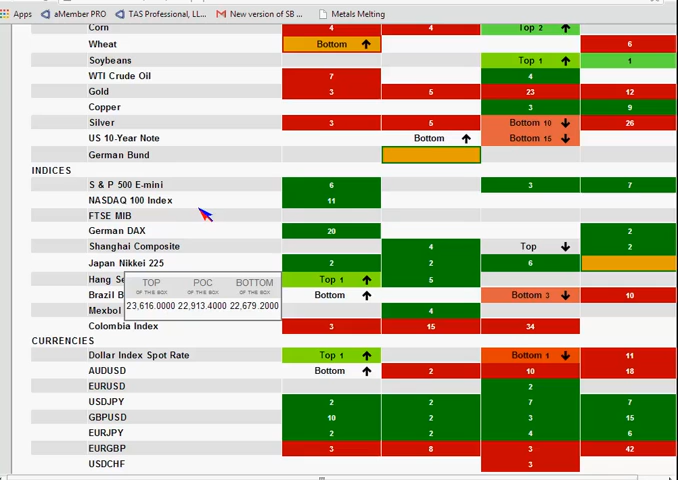 Apps aMember PRO TAS Professional, LL... New version of SB ... Metals Melting
Corn 4 4 Top 2
Wheat Bottom 6
Soybeans Top 1 1
WTI Crude Oil 7 4
Gold 3 5 23 12
Copper 3 9
Silver 3 5 Bottom 10 26
US 10-Year Note Bottom Bottom 15
German Bund
INDICES
S & P 500 E-mini 6 3 7
NASDAQ 100 Index 11
FTSE MIB
German DAX 20 2
Shanghai Composite 4 Top 2
Japan Nikkei 225 2 2 6
Hang Se Top 1 5
TOP POC BOTTOM
OF THE BOX OF THE BOX OF THE BOX
23,616.0000 22,913.4000 22,679.2000
Brazil B Bottom Bottom 3 10
Mexbol 4
Colombia Index 3 15 34
CURRENCIES
Dollar Index Spot Rate Top 1 Bottom 1 11
AUDUSD Bottom 2 10 18
EURUSD 2
USDJPY 2 2 7 7
GBPUSD 10 2 3 15
EURJPY 2 2 4 6
EURGBP 3 8 3 42
USDCHF 3